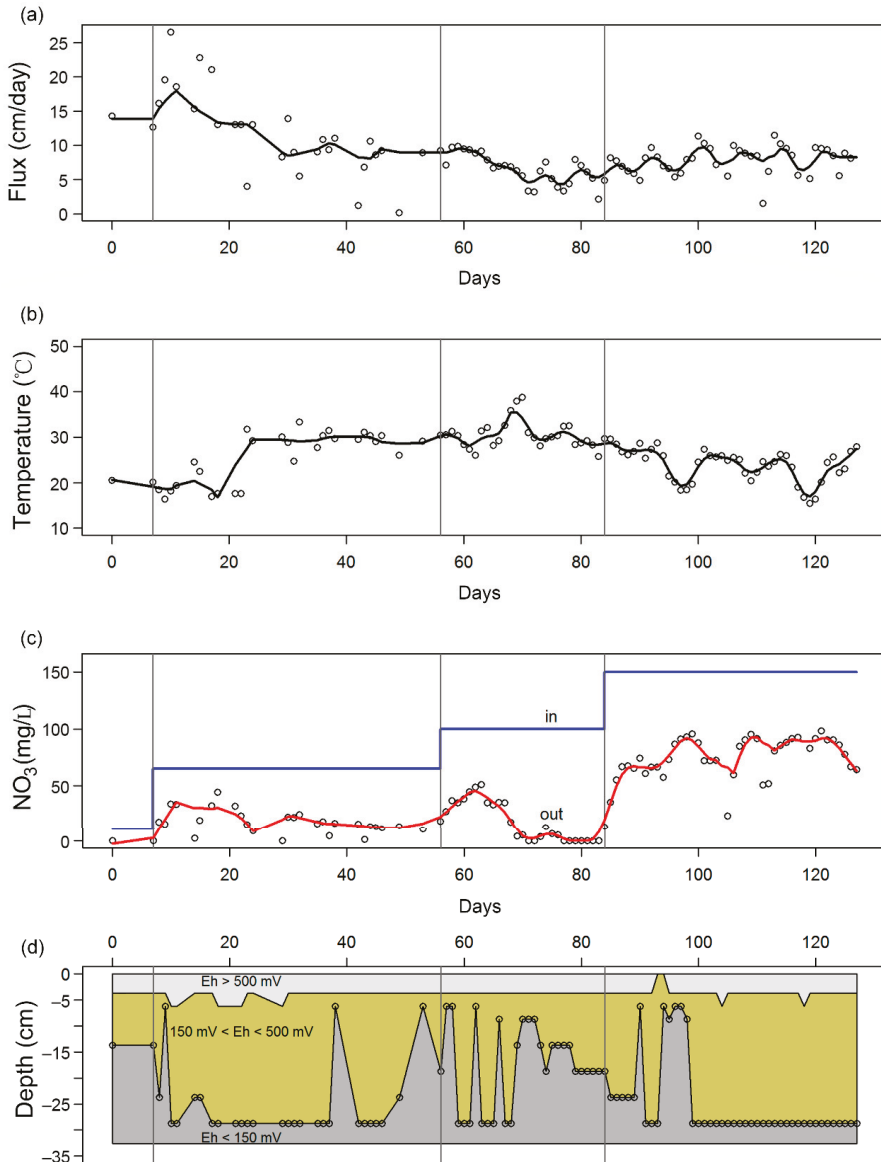 (a)
Flux (cm/day)
25
20
15
10
5
0
0 20 40 60 80 100 120
Days
(b)
Temperature (℃)
50
40
30
20
10
0 20 40 60 80 100 120
Days
(c)
NO3 (mg/L)
150
100
50
0
in
out
0 20 40 60 80 100 120
Days
(d)
0 20 40 60 80 100 120
Depth (cm)
0
–5
–15
–25
–35
Eh > 500 mV
150 mV < Eh < 500 mV
Eh < 150 mV